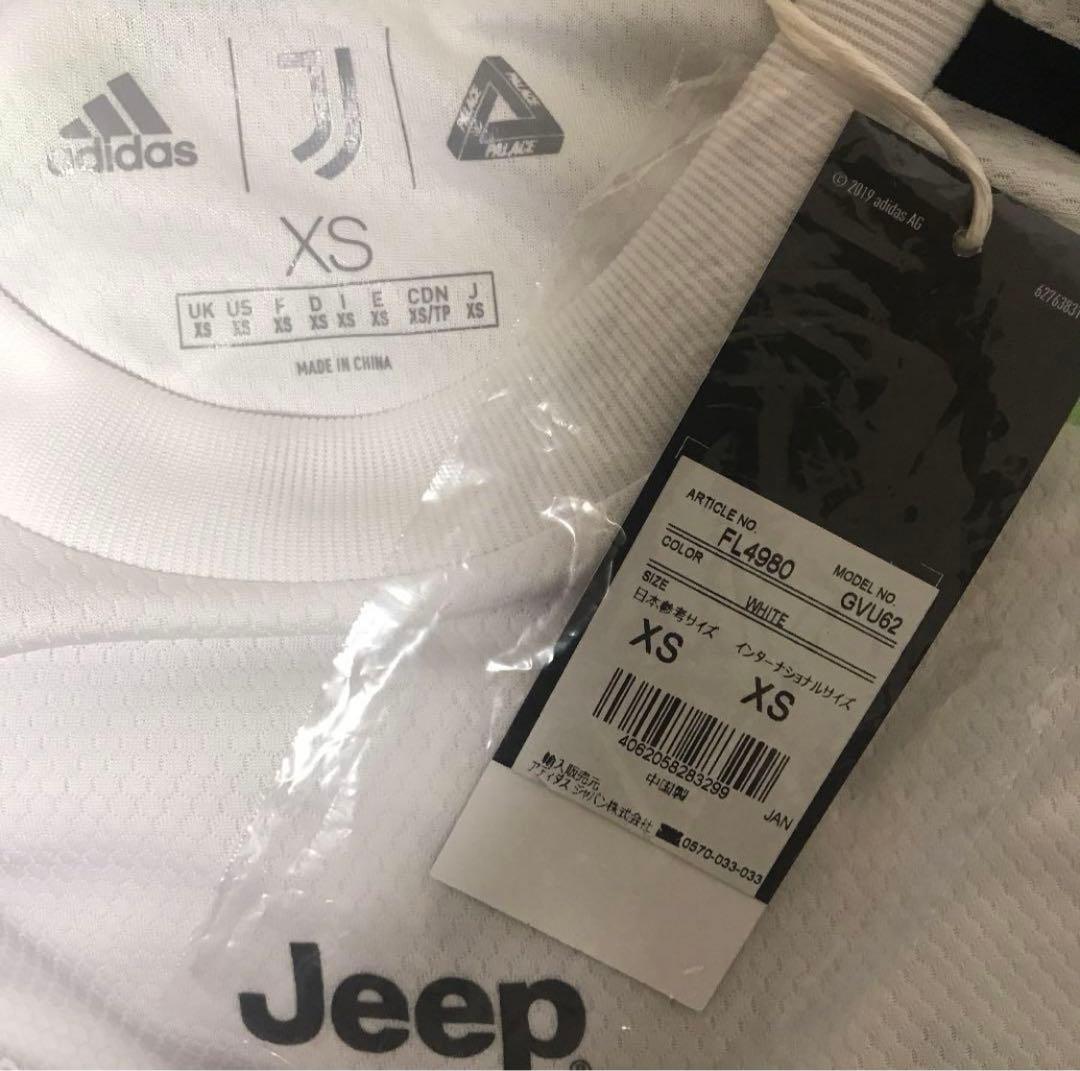 adidas
PALACE
PALACE
PALACE
XS
UK US F D I E CDN J
XS XS XS XS XS XS XS/TP XS
MADE IN CHINA
© 2019 adidas AG
ARTICLE NO.
FL4980
MODEL NO.
GVU62
COLOR
WHITE
SIZE
日本参考サイズ
XS
インターナショナルサイズ
XS
4062058283299
中国製
JAN
輸入販売元
アディダス ジャパン株式会社
0570-033-033
Jeep
®